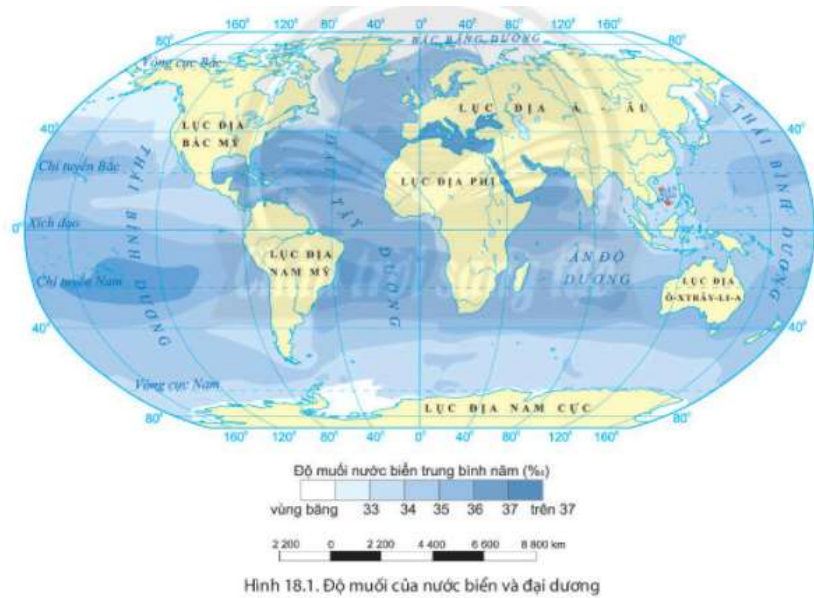 160° 120° 80° 40° 0° 40° 80° 120° 160°
BẮC BĂNG DƯƠNG
80° 80°
Vòng cực Bắc
LỤC ĐỊA Á - ÂU
LỤC ĐỊA
BẮC MỸ
THÁI BÌNH DƯƠNG
40° 40°
Chí tuyến Bắc
THÁI BÌNH DƯƠNG
ĐẠI TÂY DƯƠNG
LỤC ĐỊA PHI
Xích đạo
0° 0°
LỤC ĐỊA
NAM MỸ
ẤN ĐỘ
DƯƠNG
LỤC ĐỊA
Ô-XTRÂY-LI-A
Chí tuyến Nam
40° 40°
Vòng cực Nam
LỤC ĐỊA NAM CỰC
80° 80°
160° 120° 80° 40° 0° 40° 80° 120° 160°
Độ muối nước biển trung bình năm (‰)
vùng băng 33 34 35 36 37 trên 37
2 200 0 2 200 4 400 6 600 8 800 km
Hình 18.1. Độ muối của nước biển và đại dương